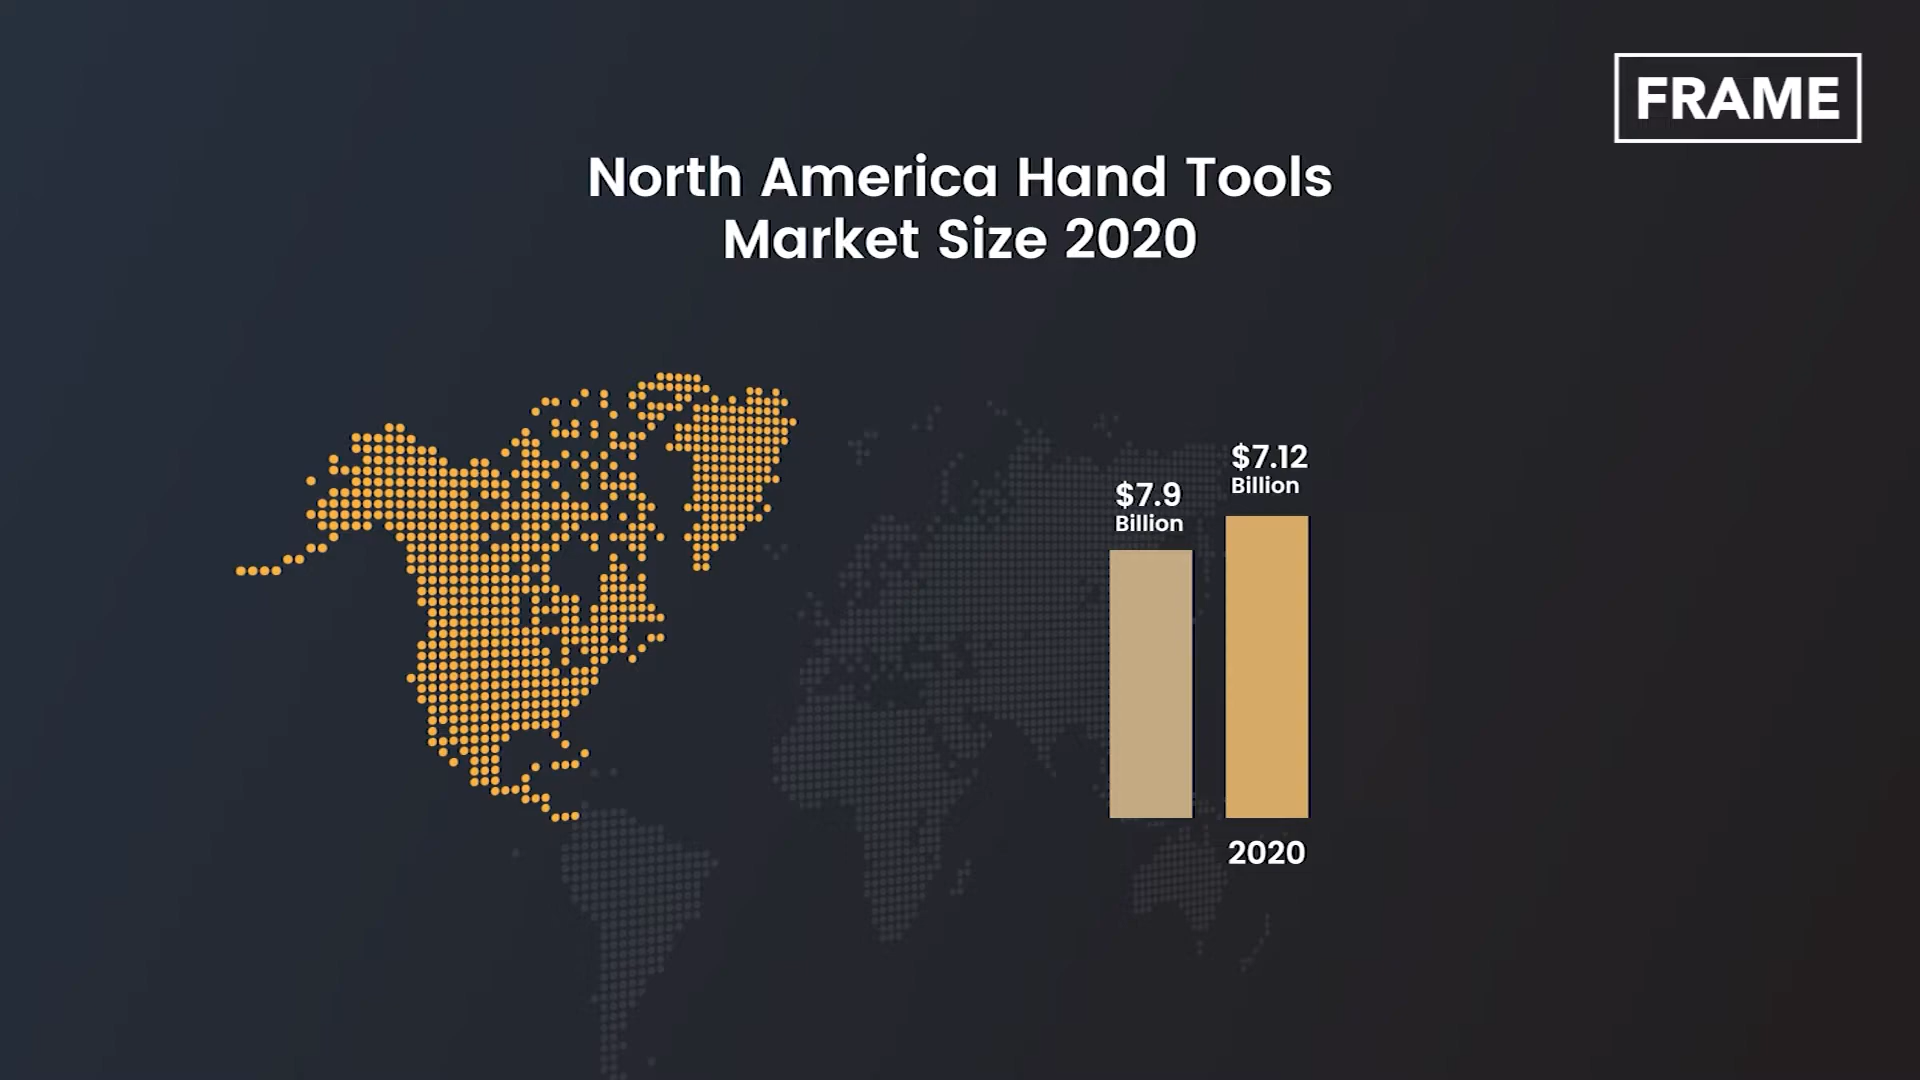 FRAME
North America Hand Tools
Market Size 2020
$7.9
Billion
$7.12
Billion
2020